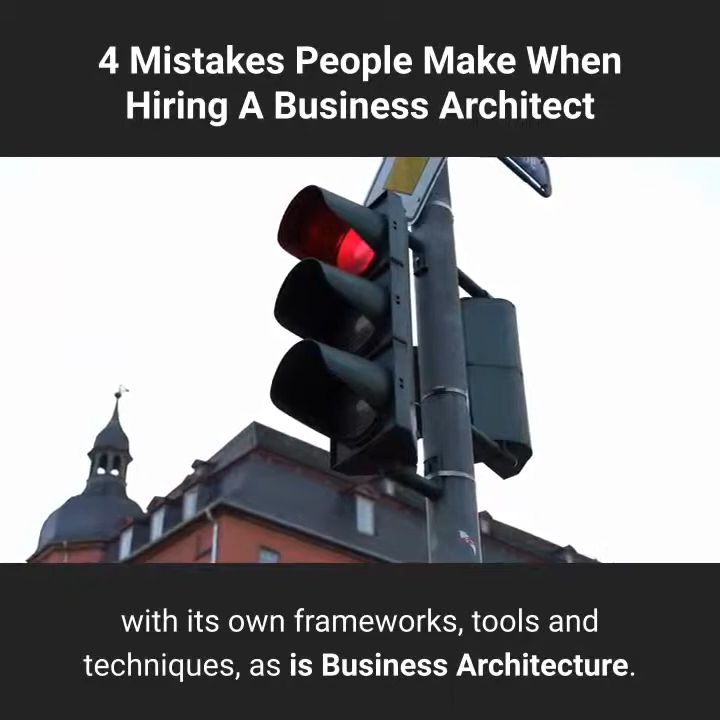 4 Mistakes People Make When
Hiring A Business Architect
with its own frameworks, tools and
techniques, as is Business Architecture.